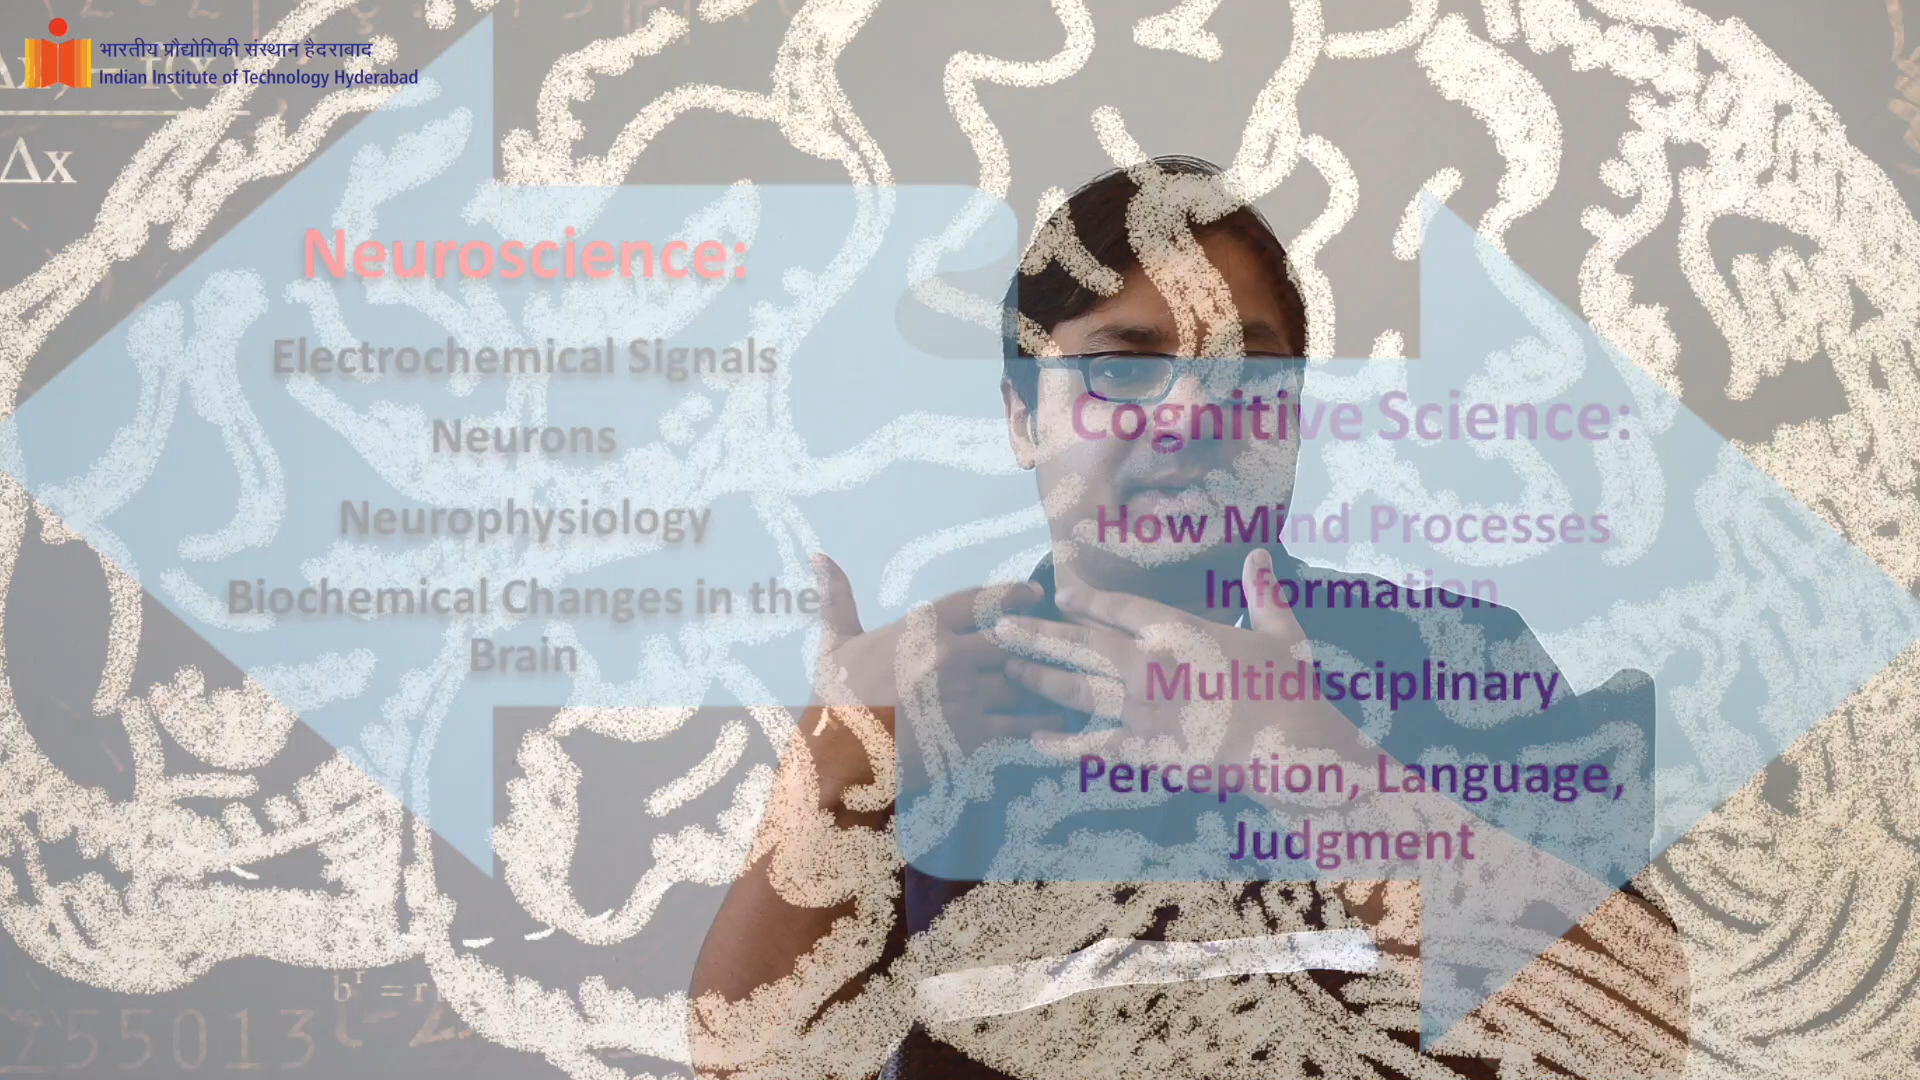 भारतीय प्रौद्योगिकी संस्थान हैदराबाद
Indian Institute of Technology Hyderabad
Δx
Neuroscience:
Electrochemical Signals
Neurons
Neurophysiology
Biochemical Changes in the
Brain
Cognitive Science:
How Mind Processes
Information
Multidisciplinary
Perception, Language,
Judgment
55013